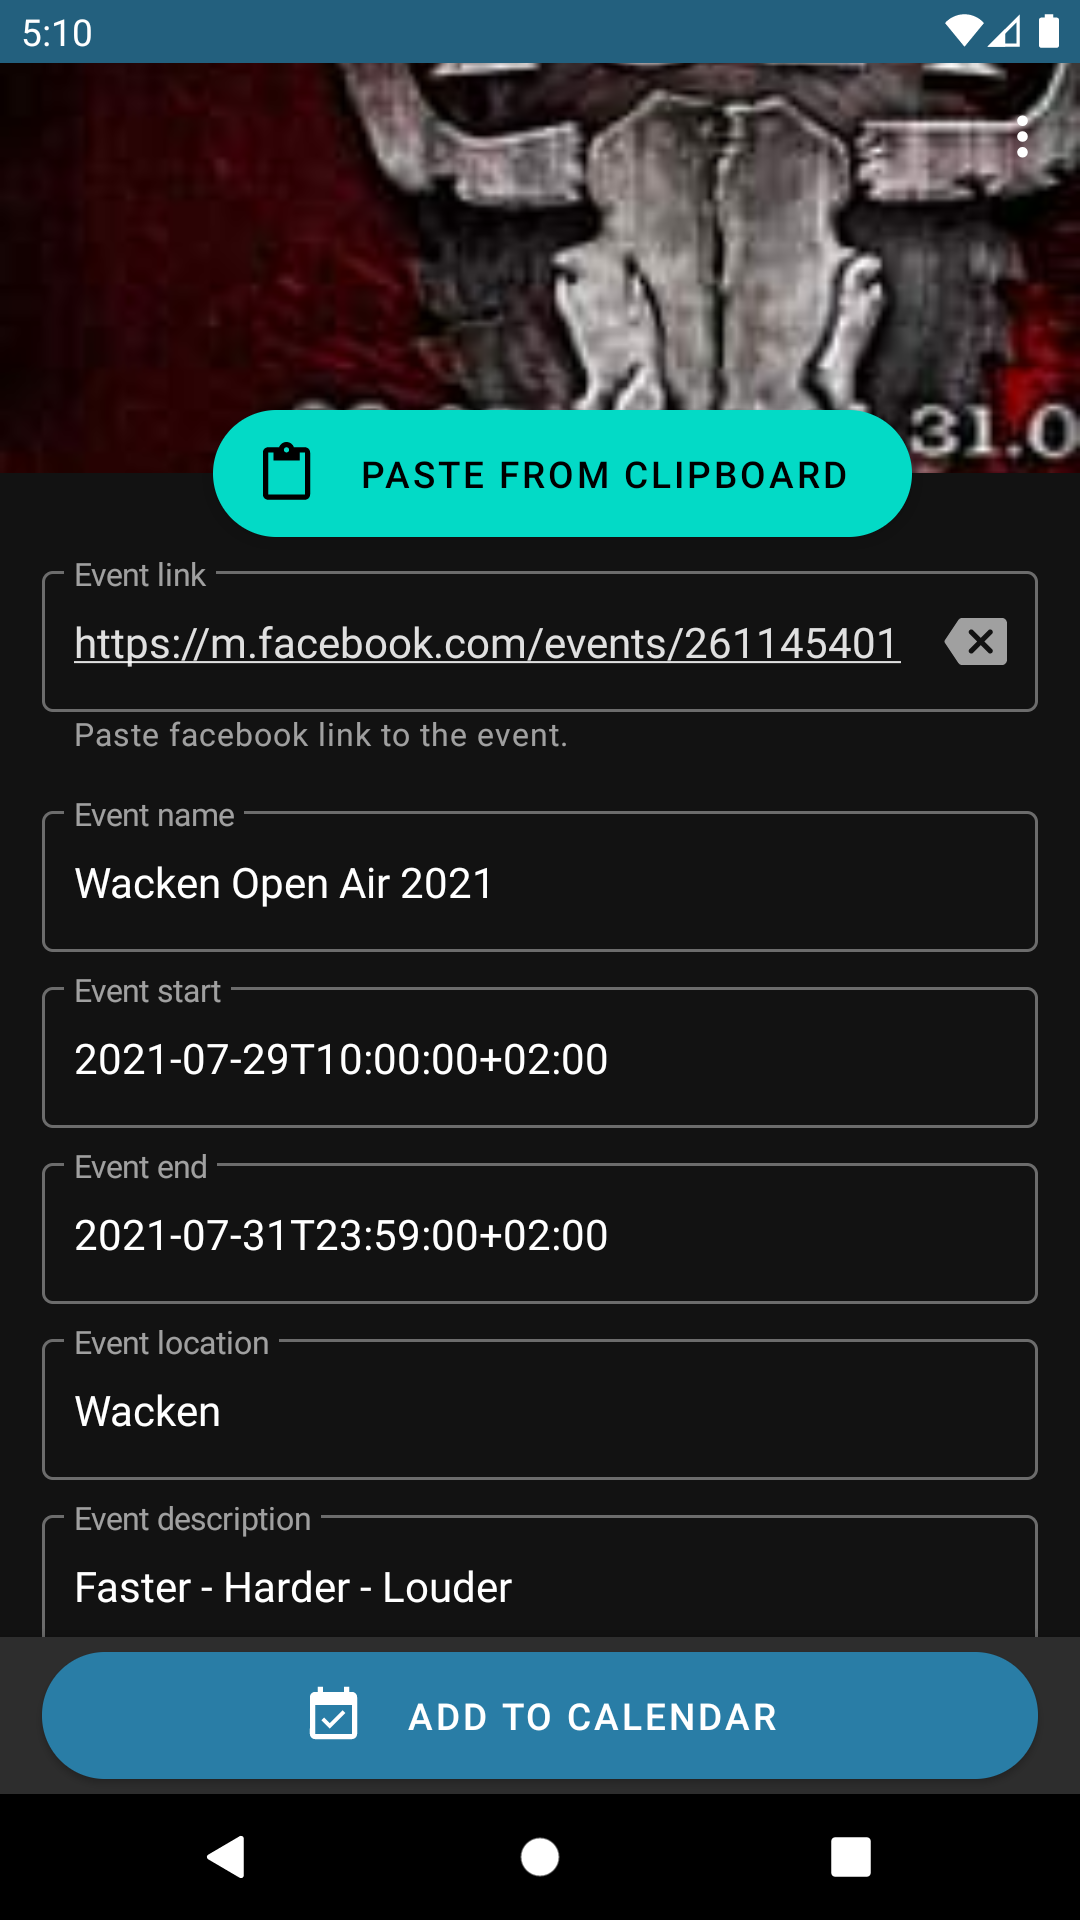 5:10
31.0
PASTE FROM CLIPBOARD
Event link
https://m.facebook.com/events/261145401
Paste facebook link to the event.
Event name
Wacken Open Air 2021
Event start
2021-07-29T10:00:00+02:00
Event end
2021-07-31T23:59:00+02:00
Event location
Wacken
Event description
Faster - Harder - Louder
ADD TO CALENDAR